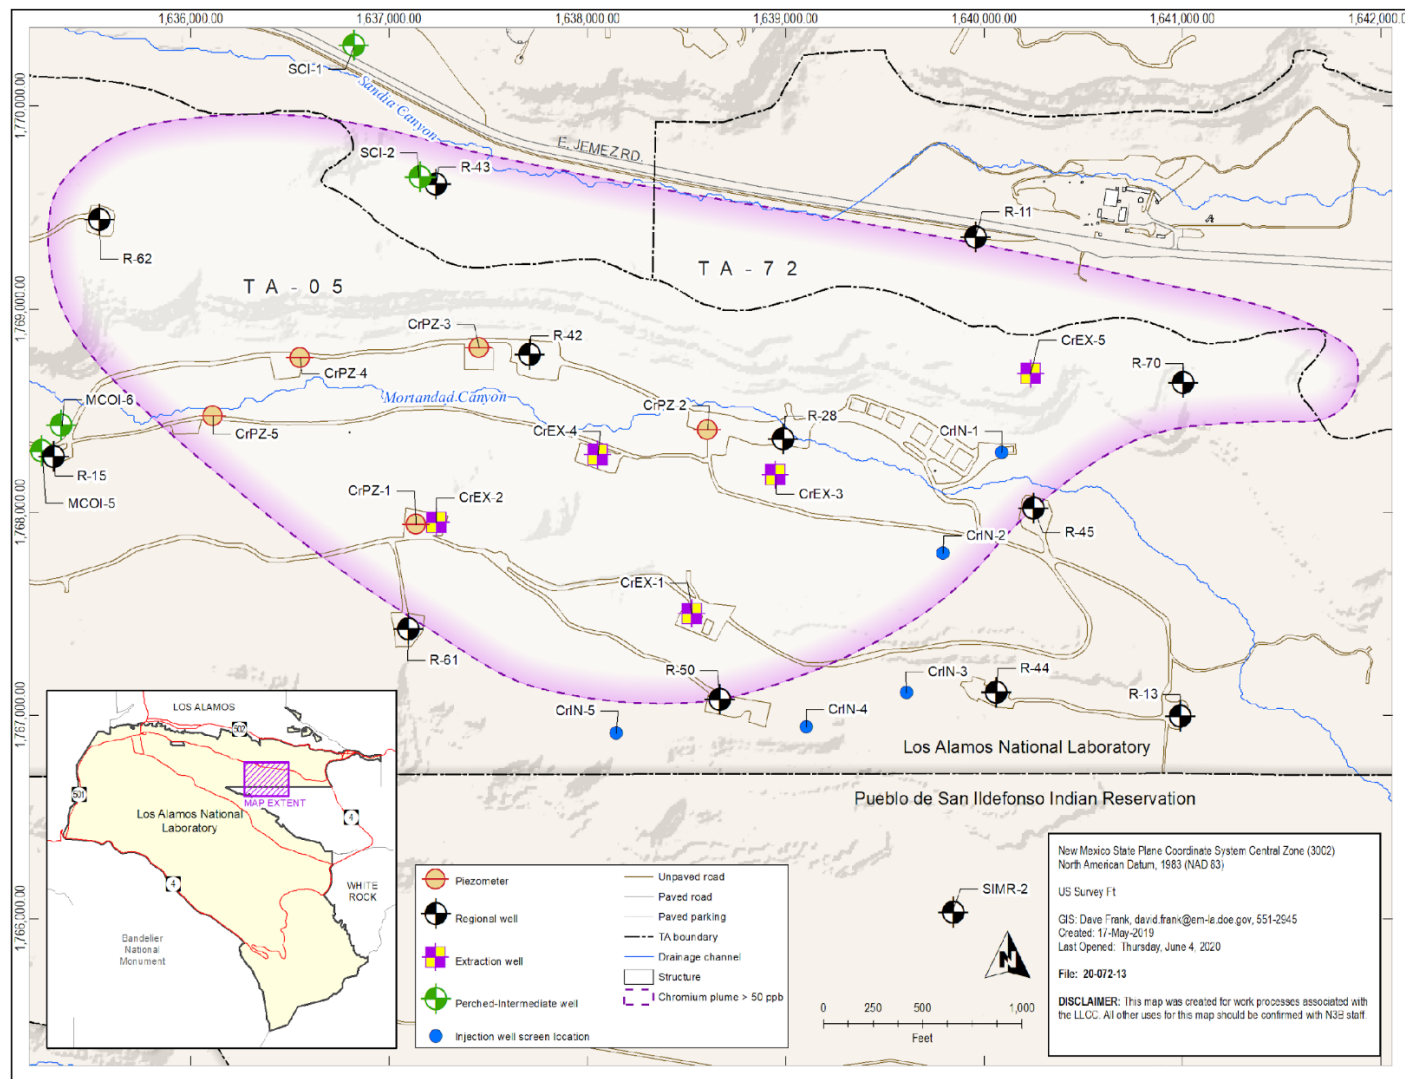 1,636,000.00
1,637,000.00
1,638,000.00
1,639,000.00
1,640,000.00
1,641,000.00
1,642,000.00
1,770,000.00
1,769,000.00
1,768,000.00
1,767,000.00
1,766,000.00
SCI-1
Sandia Canyon
E. JEMEZ RD.
SCI-2
R-43
R-11
R-62
TA-05
TA-72
CrPZ-3
R-42
CrPZ-4
CrEX-5
R-70
MCOI-6
Mortandad Canyon
CrPZ-5
CrPZ-2
R-28
CrEX-4
CrIN-1
R-15
MCOI-5
CrPZ-1
CrEX-2
CrEX-3
CrIN-2
R-45
CrEX-1
R-61
R-50
CrIN-3
R-44
R-13
CrIN-5
CrIN-4
Los Alamos National Laboratory
Pueblo de San Ildefonso Indian Reservation
SIMR-2
LOS ALAMOS
502
501
MAP EXTENT
Los Alamos National
Laboratory
4
4
WHITE
ROCK
Bandelier
National
Monument
Piezometer
Regional well
Extraction well
Perched-Intermediate well
Injection well screen location
Unpaved road
Paved road
Paved parking
TA boundary
Drainage channel
Structure
Chromium plume > 50 ppb
N
0 250 500 1,000
Feet
New Mexico State Plane Coordinate System Central Zone (3002)
North American Datum, 1983 (NAD 83)
US Survey Ft
GIS: Dave Frank, david.frank@em-la.doe.gov, 551-2945
Created: 17-May-2019
Last Opened: Thursday, June 4, 2020
File: 20-072-13
DISCLAIMER: This map was created for work processes associated with
the LLCC. All other uses for this map should be confirmed with N3B staff.